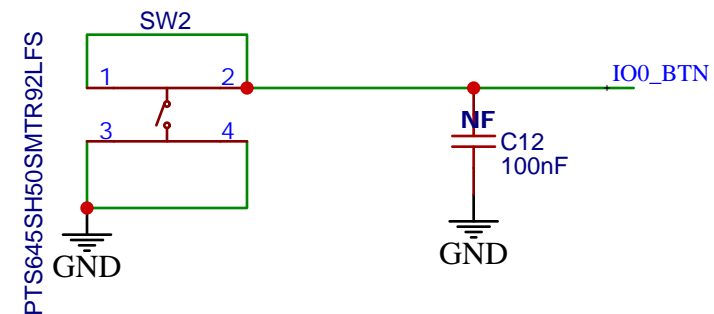 SW2
1
2
3
4
PTS645SH50SMTR92LFS
GND
IO0_BTN
NF
C12
100nF
GND